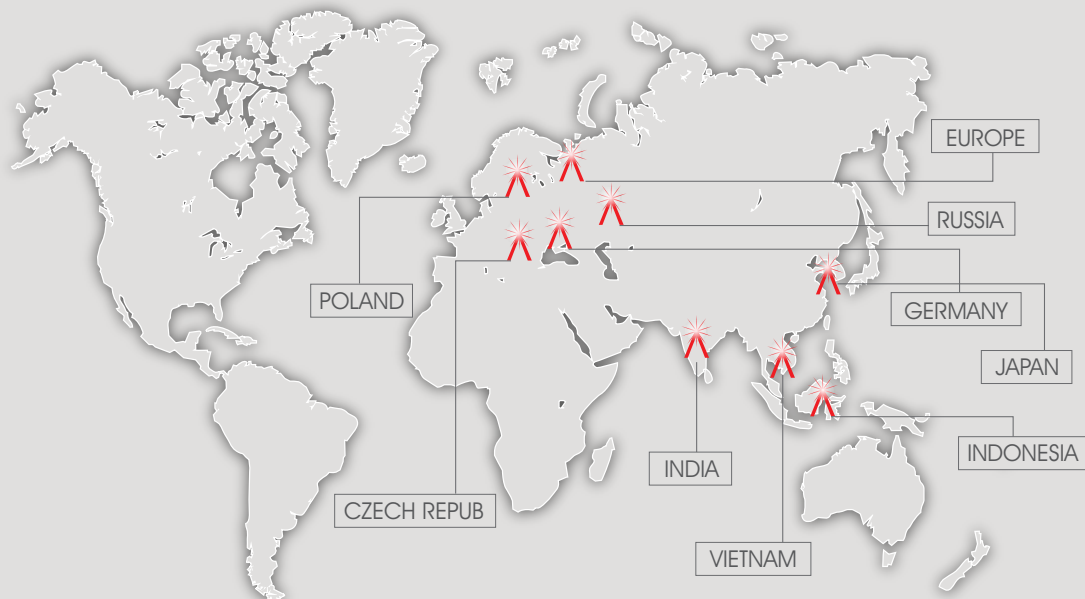 EUROPE
RUSSIA
POLAND
GERMANY
JAPAN
INDONESIA
INDIA
CZECH REPUB
VIETNAM